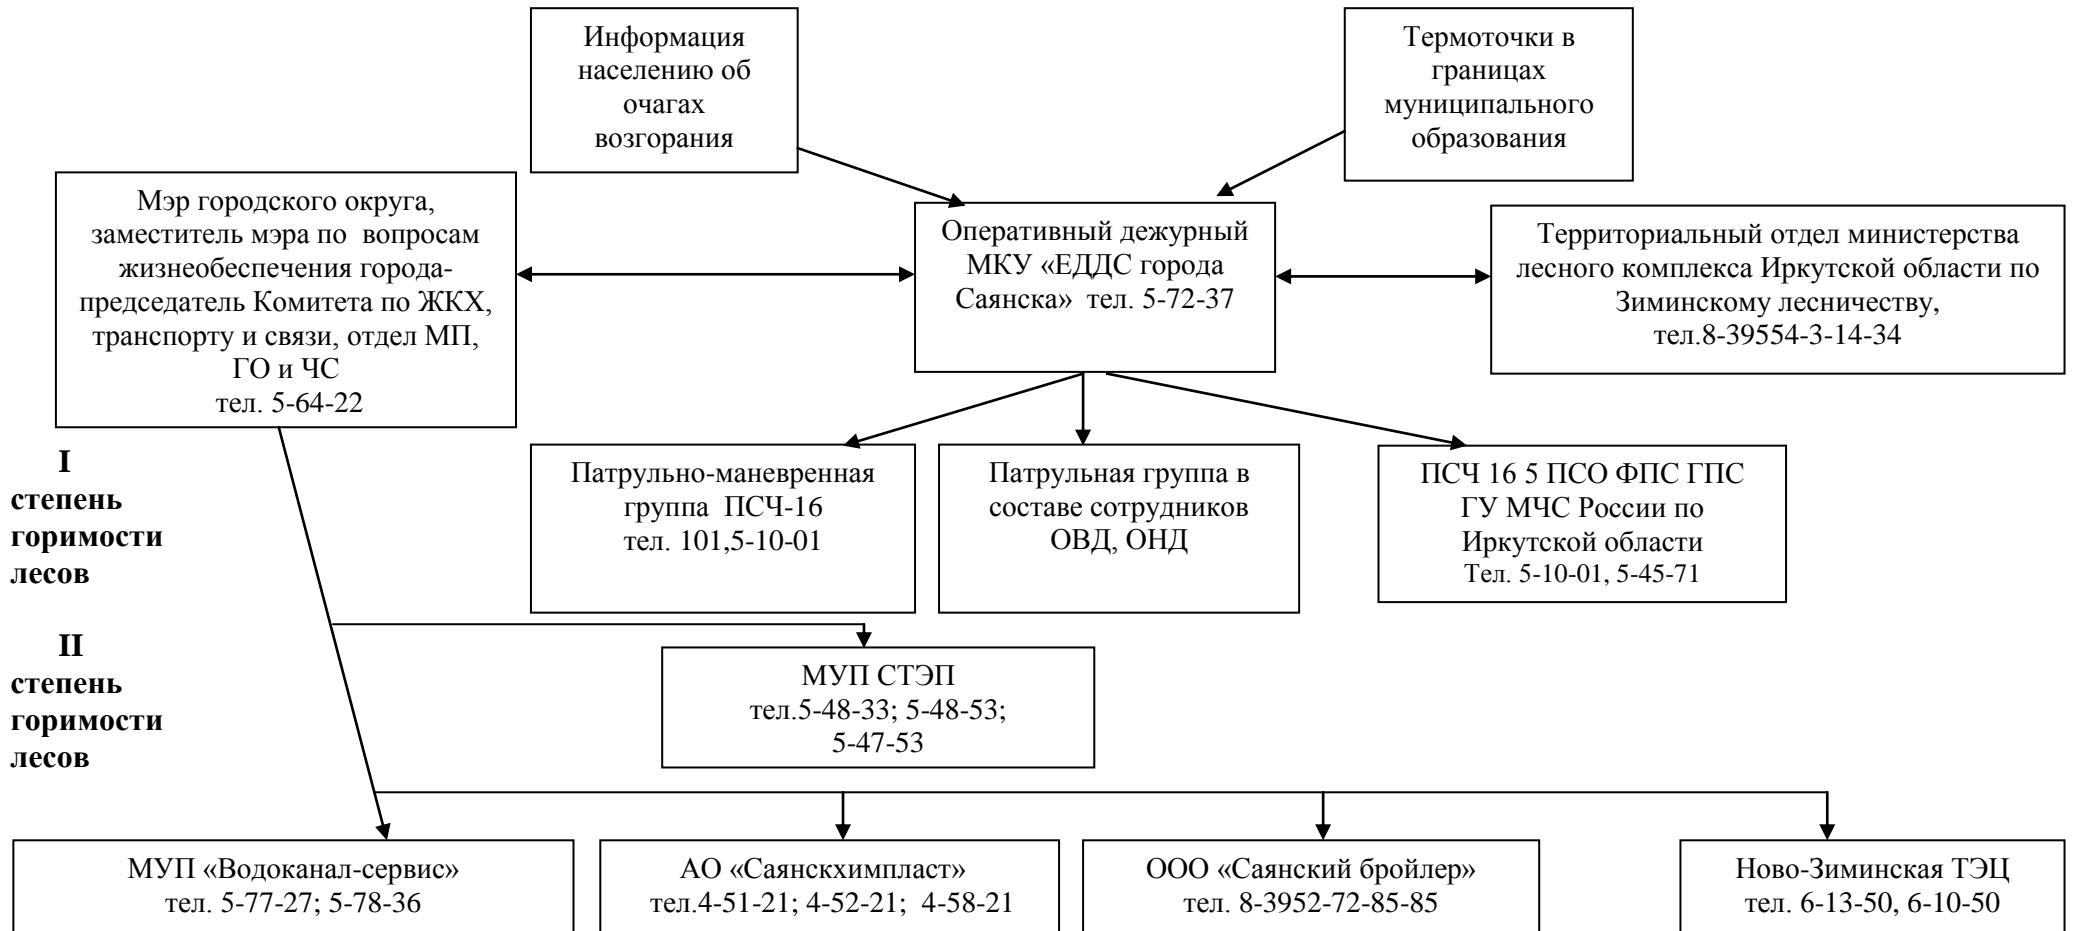 Информация
населению об
очагах
возгорания
Термоточки в
границах
муниципального
образования
Мэр городского округа,
заместитель мэра по вопросам
жизнеобеспечения города-
председатель Комитета по ЖКХ,
транспорту и связи, отдел МП,
ГО и ЧС
тел. 5-64-22
Оперативный дежурный
МКУ «ЕДДС города
Саянска» тел. 5-72-37
Территориальный отдел министерства
лесного комплекса Иркутской области по
Зиминскому лесничеству,
тел.8-39554-3-14-34
I
степень
горимости
лесов
Патрульно-маневренная
группа ПСЧ-16
тел. 101,5-10-01
Патрульная группа в
составе сотрудников
ОВД, ОНД
ПСЧ 16 5 ПСО ФПС ГПС
ГУ МЧС России по
Иркутской области
Тел. 5-10-01, 5-45-71
II
степень
горимости
лесов
МУП СТЭП
тел.5-48-33; 5-48-53;
5-47-53
МУП «Водоканал-сервис»
тел. 5-77-27; 5-78-36
АО «Саянскхимпласт»
тел.4-51-21; 4-52-21; 4-58-21
ООО «Саянский бройлер»
тел. 8-3952-72-85-85
Ново-Зиминская ТЭЦ
тел. 6-13-50, 6-10-50